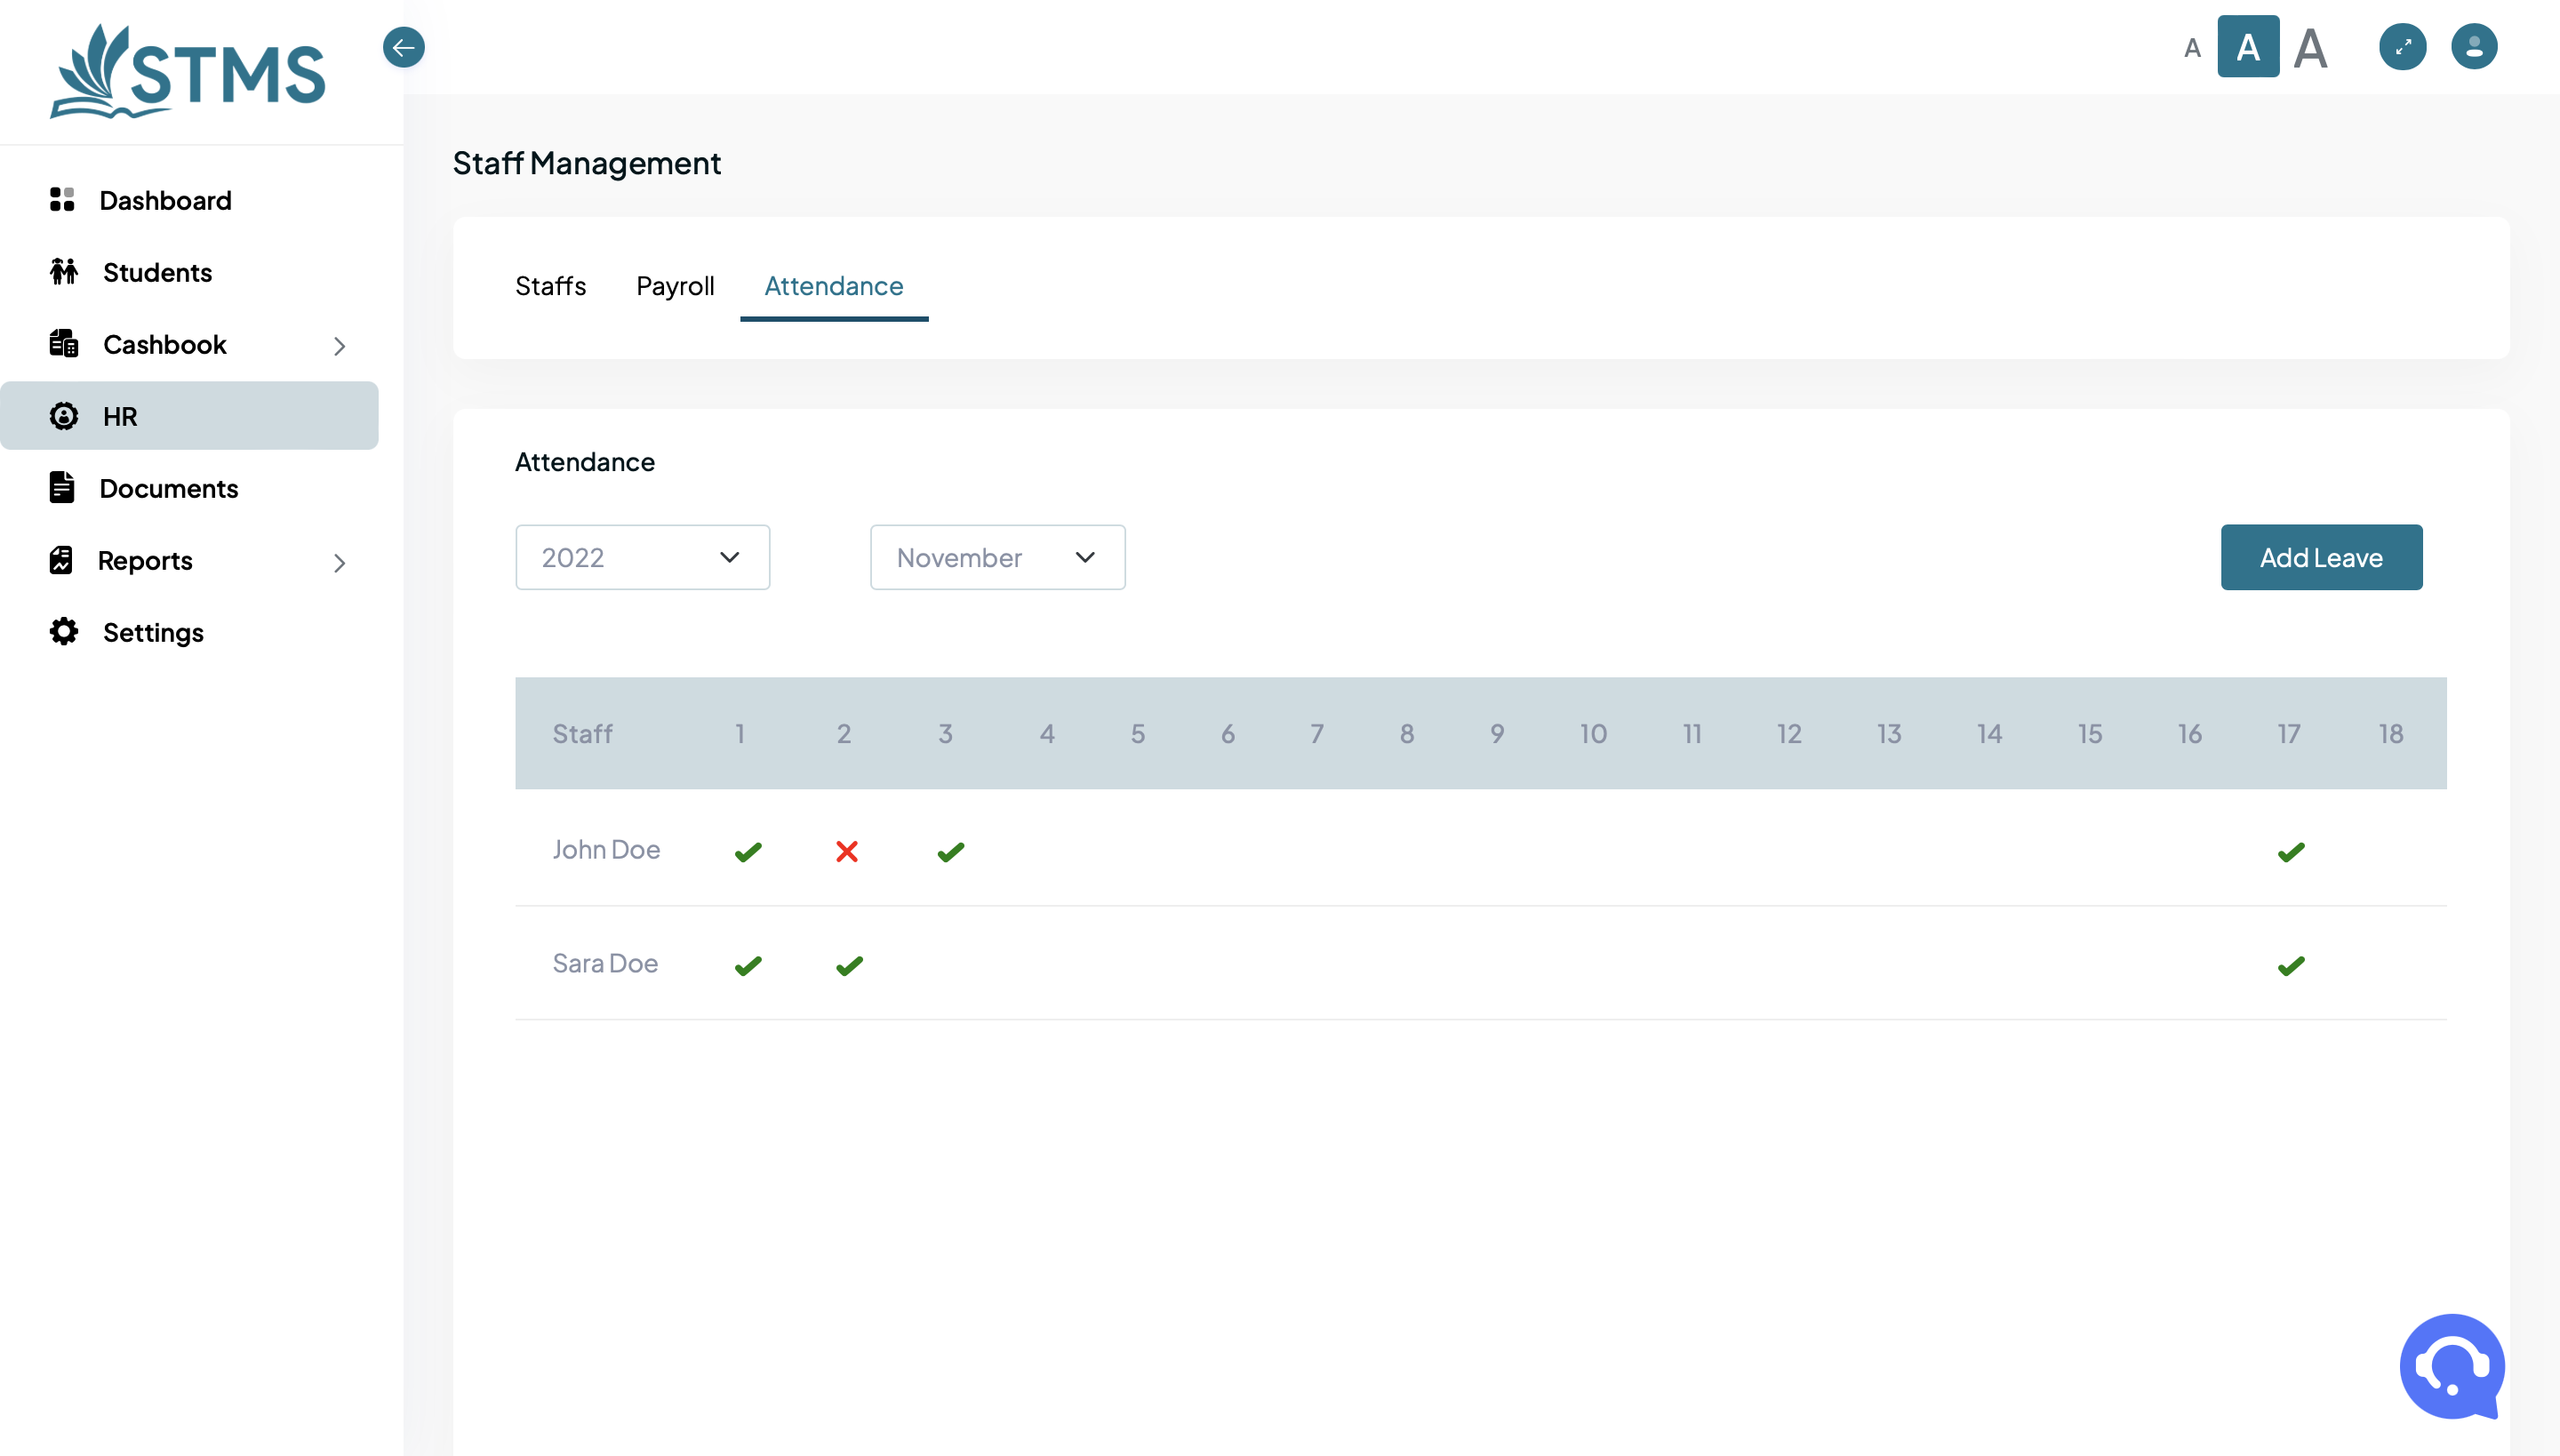 STMS
A A A
Dashboard
Students
Cashbook
HR
Documents
Reports
Settings
Staff Management
Staffs Payroll Attendance
Attendance
2022 November Add Leave
Staff 1 2 3 4 5 6 7 8 9 10 11 12 13 14 15 16 17 18
John Doe
Sara Doe